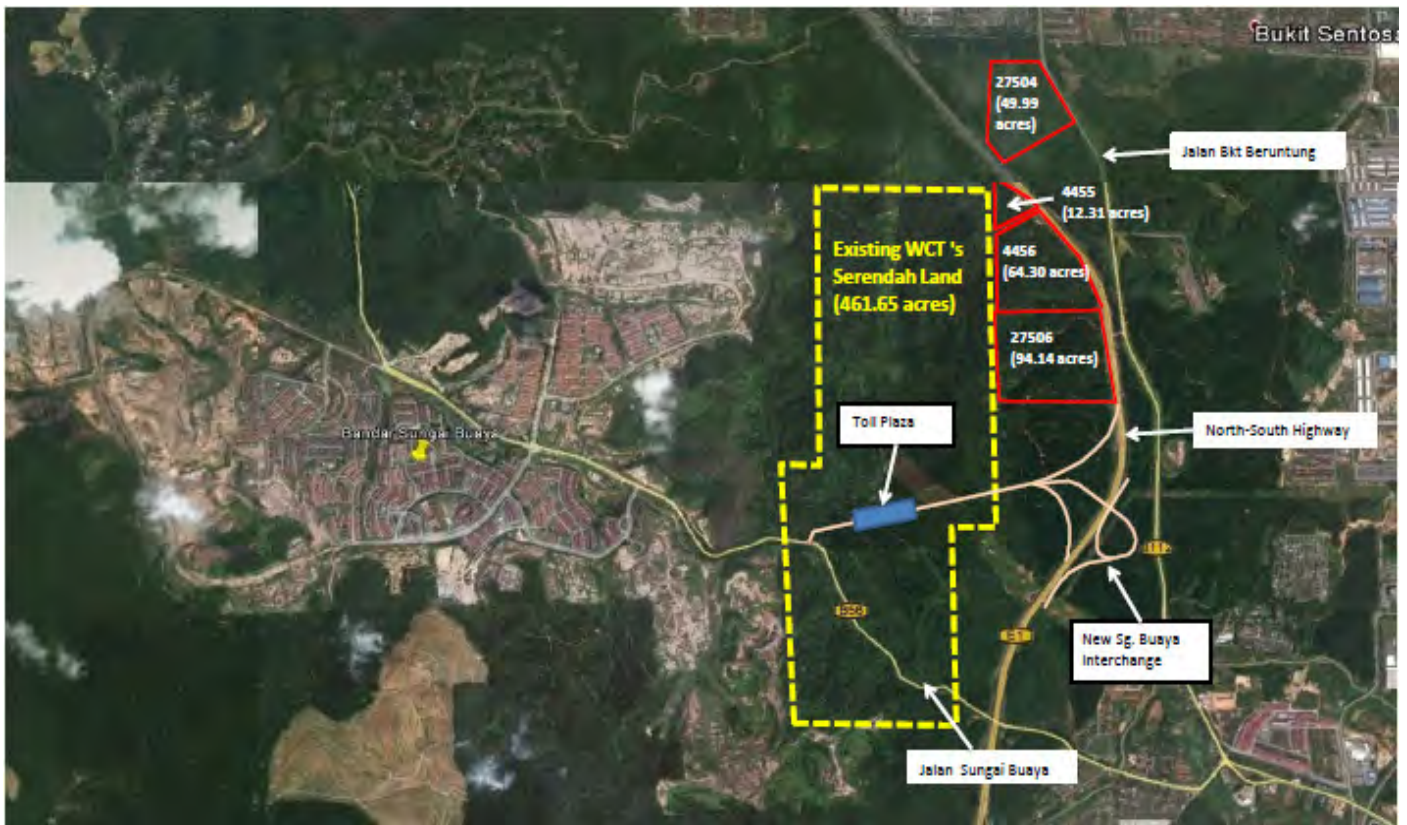 Bukit Sentosa
27504
(49.99
acres)
Jalan Bkt Beruntung
4455
(12.31 acres)
Existing WCT 's
Serendah Land
(461.65 acres)
4456
(64.30 acres)
27506
(94.14 acres)
Toll Plaza
North-South Highway
Bandar Sungai Buaya
B56
E1
New Sg. Buaya
Interchange
Jalan Sungai Buaya